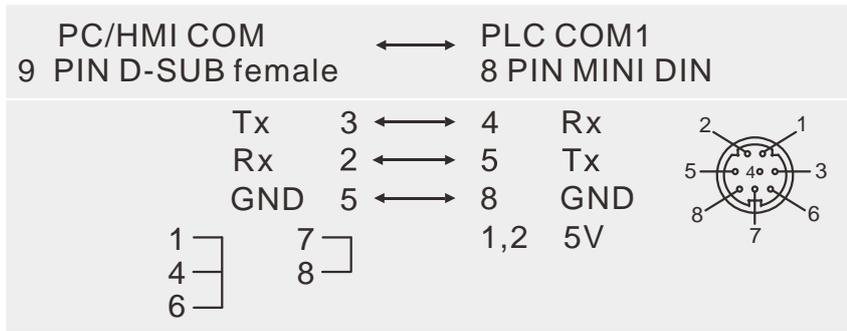 PC/HMI COM ↔ PLC COM1
9 PIN D-SUB female 8 PIN MINI DIN
Tx 3 ↔ 4 Rx
Rx 2 ↔ 5 Tx
GND 5 ↔ 8 GND
1 7 1,2 5V
4 8
6
2 1
5 4 3
8 6
7